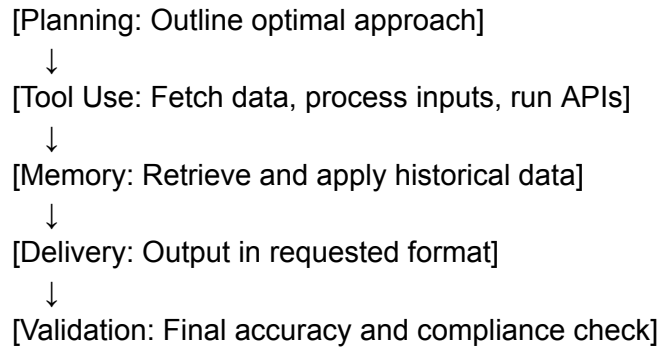 [Planning: Outline optimal approach]
↓
[Tool Use: Fetch data, process inputs, run APIs]
↓
[Memory: Retrieve and apply historical data]
↓
[Delivery: Output in requested format]
↓
[Validation: Final accuracy and compliance check]